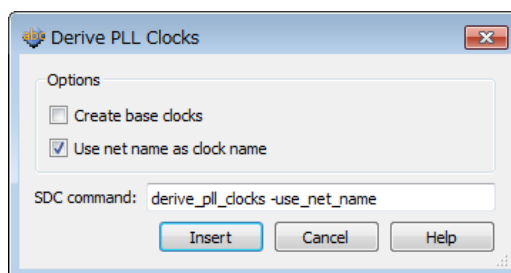 abc Derive PLL Clocks
Options
Create base clocks
Use net name as clock name
SDC command: derive_pll_clocks -use_net_name
Insert Cancel Help